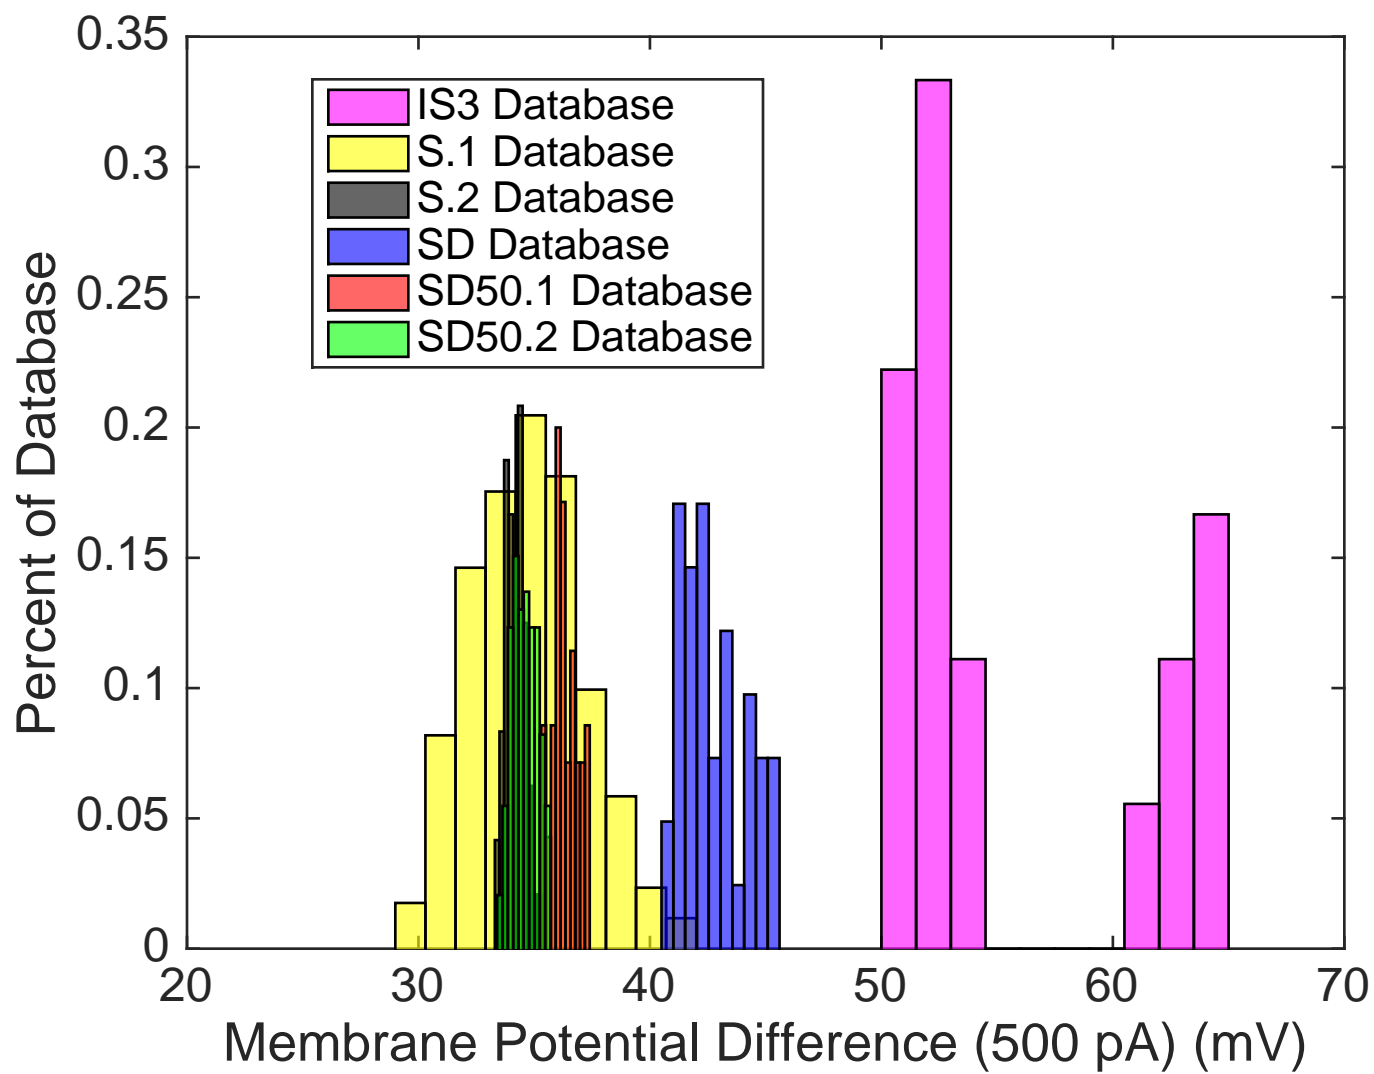 0.35
0.3
0.25
0.2
0.15
0.1
0.05
0
Percent of Database
IS3 Database
S.1 Database
S.2 Database
SD Database
SD50.1 Database
SD50.2 Database
20 30 40 50 60 70
Membrane Potential Difference (500 pA) (mV)